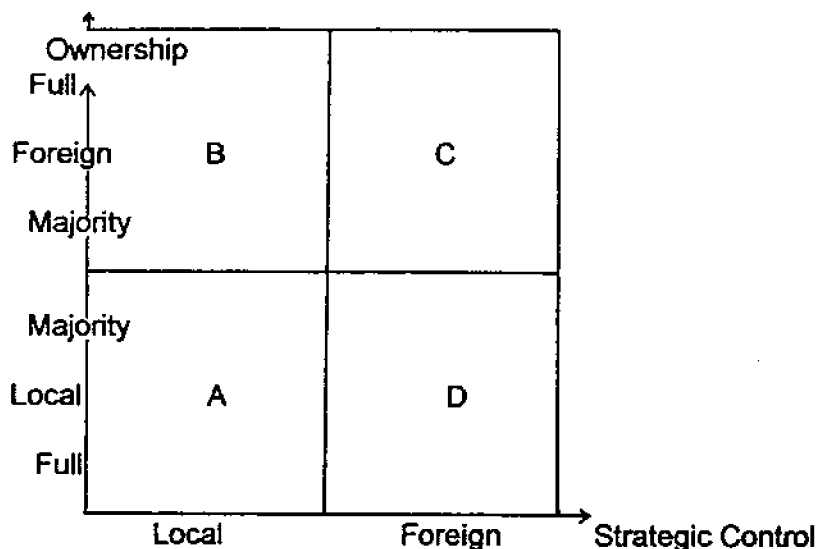 Ownership
Full
Foreign
B
C
Majority
Majority
Local
A
D
Full
Local
Foreign
Strategic Control